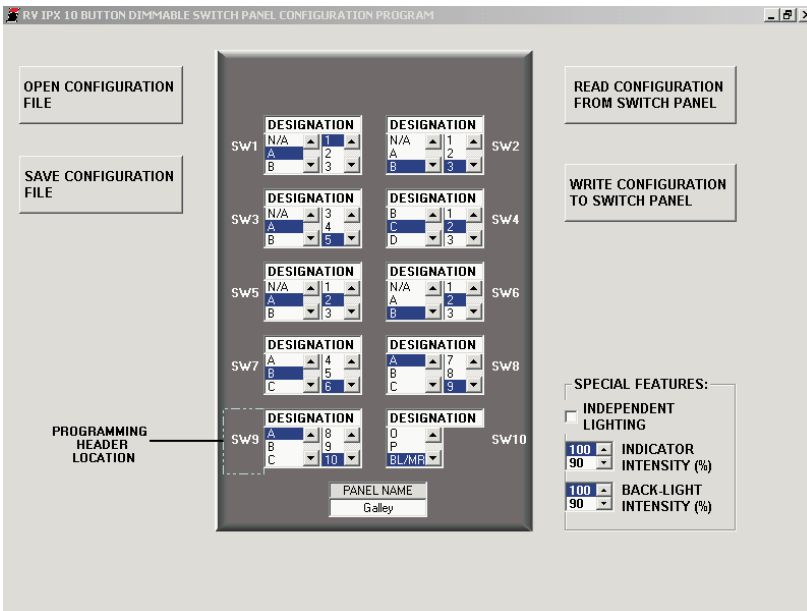 RV IPX 10 BUTTON DIMMABLE SWITCH PANEL CONFIGURATION PROGRAM
OPEN CONFIGURATION
FILE
SAVE CONFIGURATION
FILE
READ CONFIGURATION
FROM SWITCH PANEL
WRITE CONFIGURATION
TO SWITCH PANEL
SW1
DESIGNATION
N/A 1
A 2
B 3
DESIGNATION
N/A 1
A 2
B 3
SW2
SW3
DESIGNATION
N/A 3
A 4
B 5
DESIGNATION
B 1
C 2
D 3
SW4
SW5
DESIGNATION
N/A 1
A 2
B 3
DESIGNATION
N/A 1
A 2
B 3
SW6
SW7
DESIGNATION
A 4
B 5
C 6
DESIGNATION
A 7
B 8
C 9
SW8
PROGRAMMING
HEADER
LOCATION
SW9
DESIGNATION
A 8
B 9
C 10
DESIGNATION
O
P
BL/MR
SW10
PANEL NAME
Galley
SPECIAL FEATURES:
INDEPENDENT
LIGHTING
100
90
INDICATOR
INTENSITY (%)
100
90
BACK-LIGHT
INTENSITY (%)